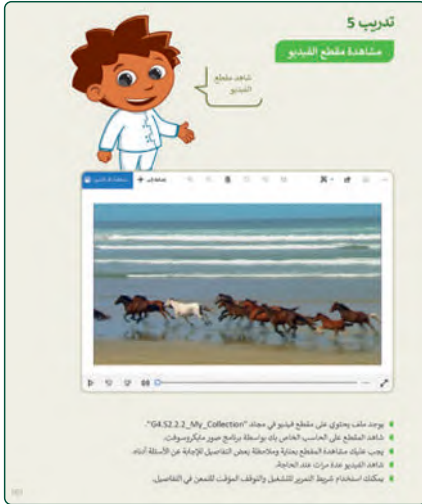 تدريب 5
مشاهدة مقطع الفيديو
شاهد مقطع
الفيديو
يوجد ملف يحتوي على مقطع فيديو في مجلد "G4.S2.2.2_My_Collection".
شاهد المقطع على الحاسب الخاص بك بواسطة برنامج صور مايكروسوفت.
يجب عليك مشاهدة المقطع بعناية وملاحظة بعض التفاصيل للإجابة عن الأسئلة أدناه.
شاهد الفيديو عدة مرات عند الحاجة.
يمكنك استخدام شريط التمرير للتشغيل والتوقف المؤقت للتمعن في التفاصيل.